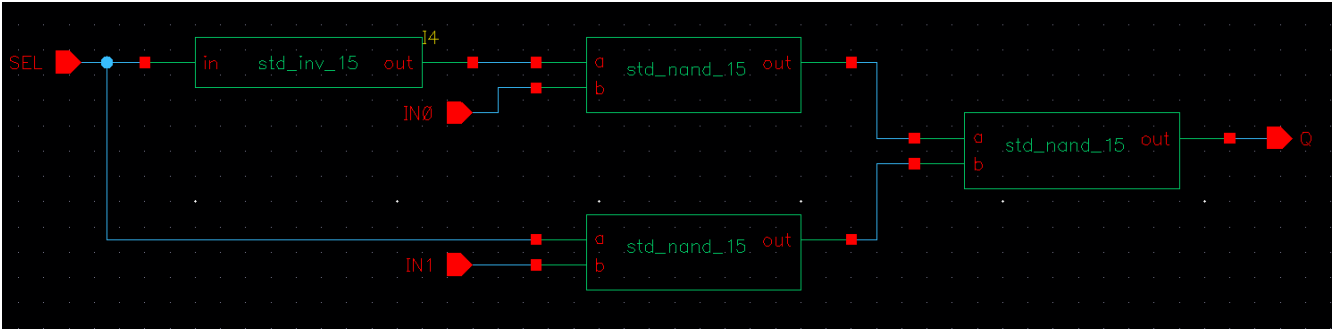 I4
SEL in std_inv_15 out
a std_nand_15 out
b
IN0
a std_nand_15 out
b
Q
a std_nand_15 out
b
IN1